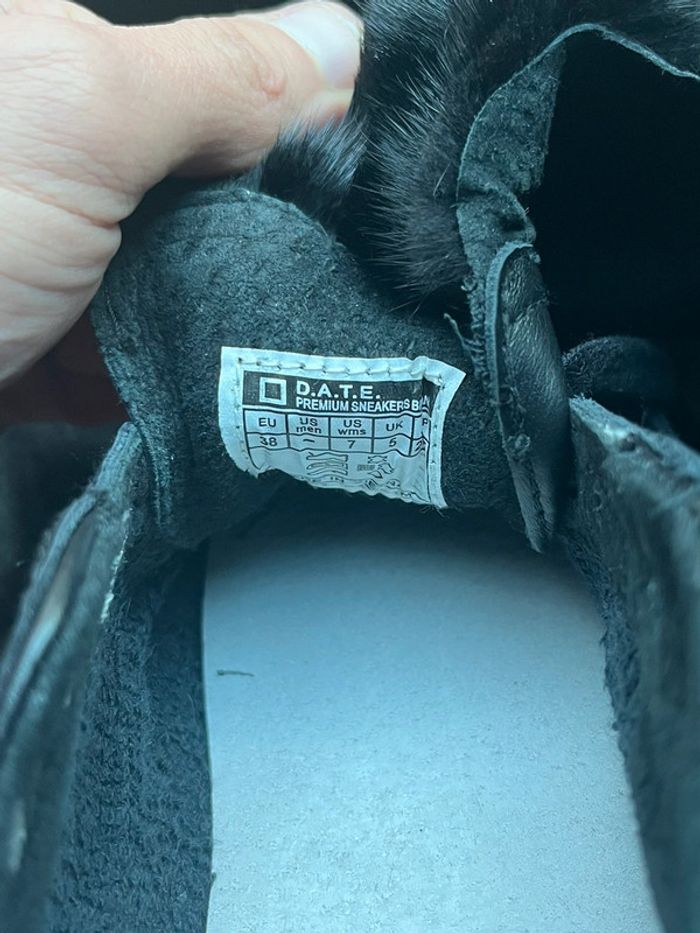 D.A.T.E.
PREMIUM SNEAKERS
EU US men US wms UK
38 – 7 5